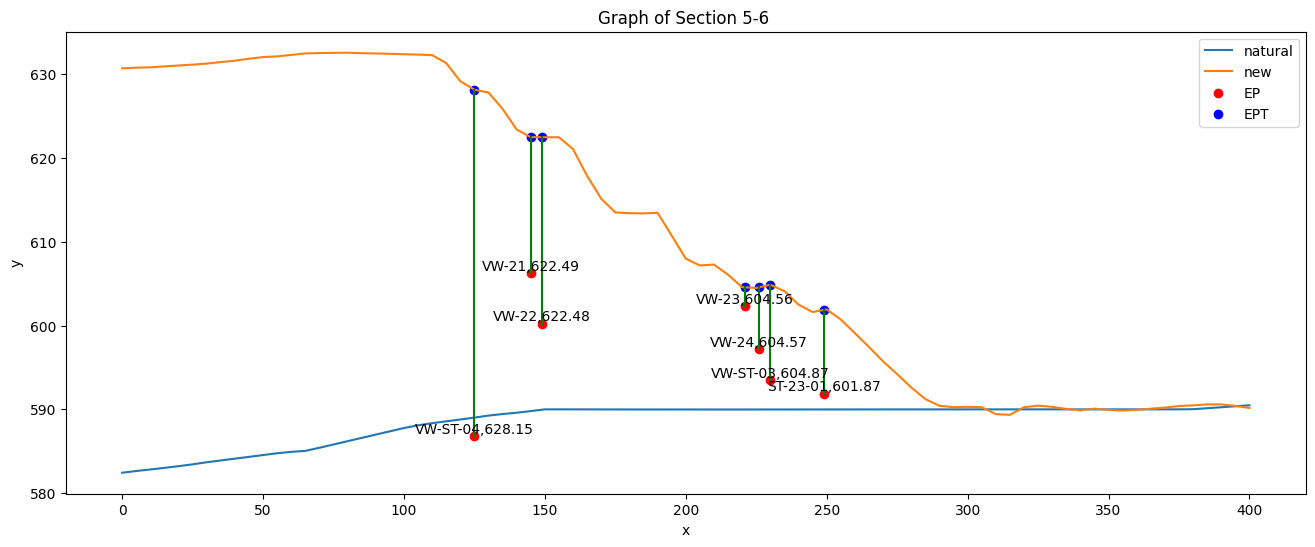 Graph of Section 5-6
natural
new
EP
EPT
y
630
620
610
600
590
580
VW-21,622.49
VW-22,622.48
VW-23,604.56
VW-24,604.57
VW-ST-03,604.87
ST-23-01,601.87
VW-ST-04,628.15
0
50
100
150
200
250
300
350
400
x